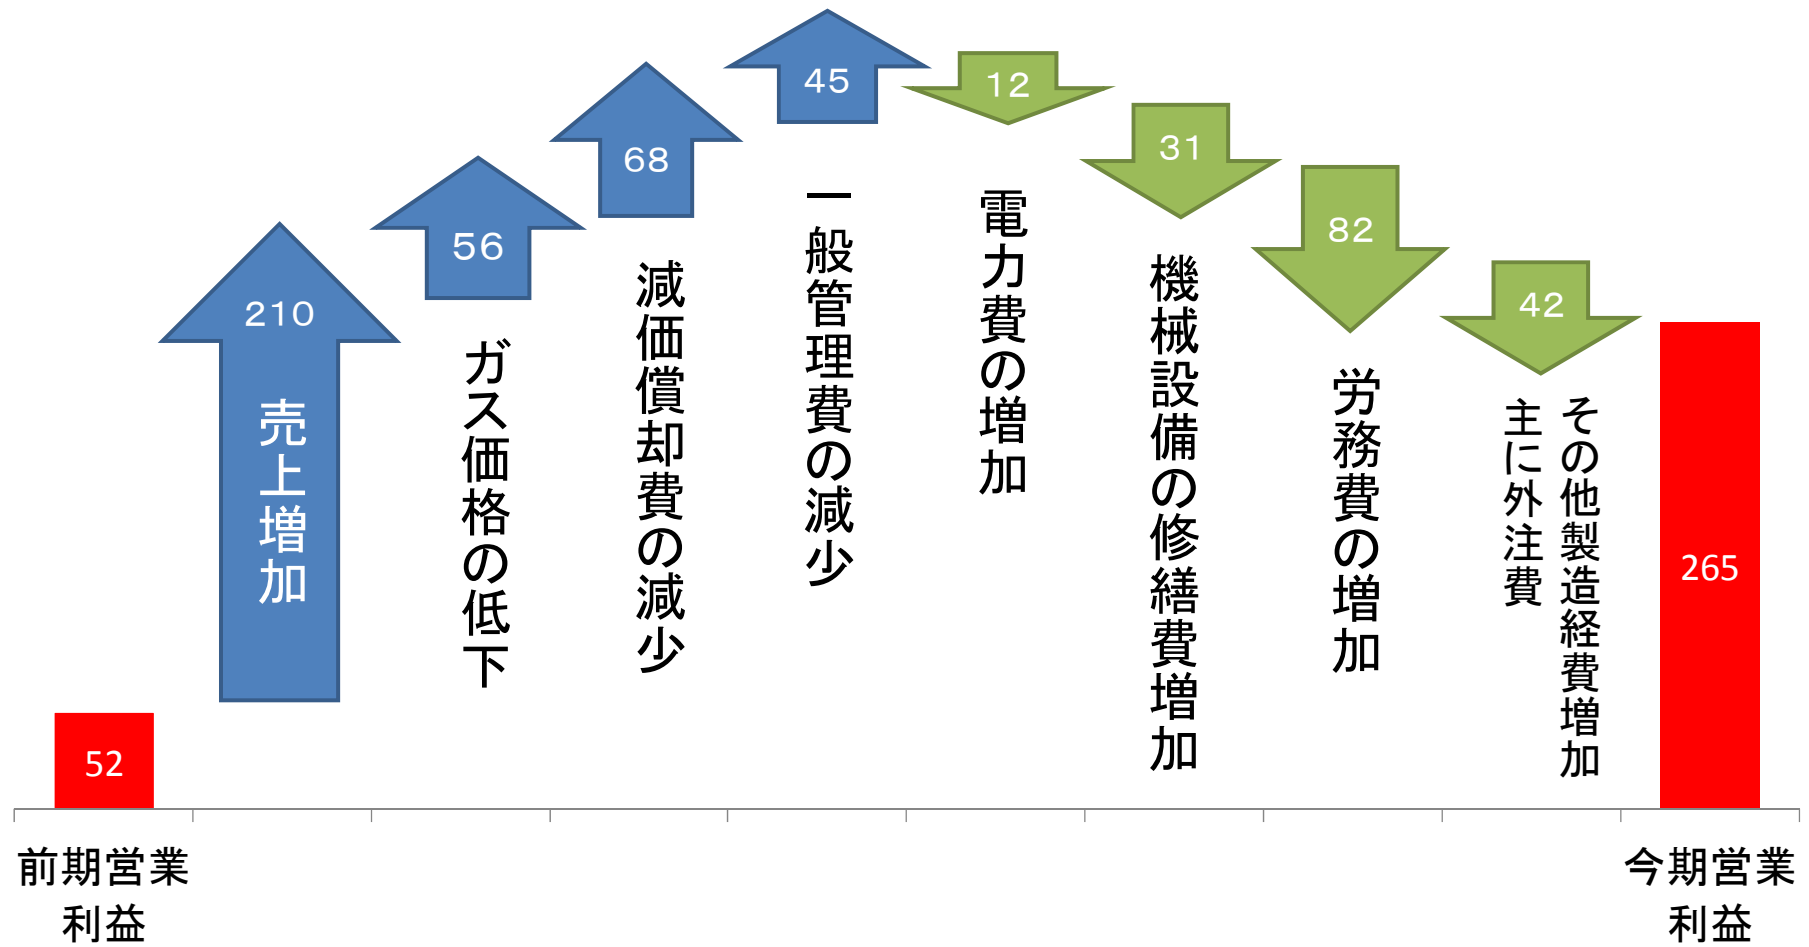 52
前期営業
利益
210
売上増加
56
ガス価格の低下
68
減価償却費の減少
45
一般管理費の減少
12
電力費の増加
31
機械設備の修繕費増加
82
労務費の増加
42
その他製造経費増加
主に外注費
265
今期営業
利益